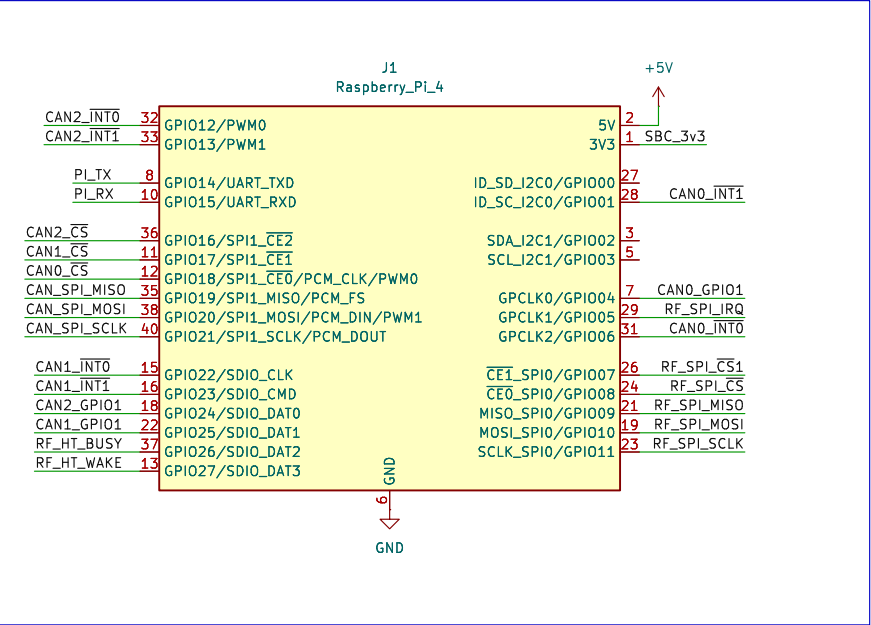 J1
Raspberry_Pi_4
+5V
CAN2_INT0 32 GPIO12/PWM0 5V 2
CAN2_INT1 33 GPIO13/PWM1 3V3 1 SBC_3v3
PI_TX 8 GPIO14/UART_TXD ID_SD_I2C0/GPIO00 27
PI_RX 10 GPIO15/UART_RXD ID_SC_I2C0/GPIO01 28 CAN0_INT1
CAN2_CS 36 GPIO16/SPI1_CE2 SDA_I2C1/GPIO02 3
CAN1_CS 11 GPIO17/SPI1_CE1 SCL_I2C1/GPIO03 5
CAN0_CS 12 GPIO18/SPI1_CE0/PCM_CLK/PWM0
CAN_SPI_MISO 35 GPIO19/SPI1_MISO/PCM_FS GPCLK0/GPIO04 7 CAN0_GPIO1
CAN_SPI_MOSI 38 GPIO20/SPI1_MOSI/PCM_DIN/PWM1 GPCLK1/GPIO05 29 RF_SPI_IRQ
CAN_SPI_SCLK 40 GPIO21/SPI1_SCLK/PCM_DOUT GPCLK2/GPIO06 31 CAN0_INT0
CAN1_INT0 15 GPIO22/SDIO_CLK CE1_SPI0/GPIO07 26 RF_SPI_CS1
CAN1_INT1 16 GPIO23/SDIO_CMD CE0_SPI0/GPIO08 24 RF_SPI_CS
CAN2_GPIO1 18 GPIO24/SDIO_DAT0 MISO_SPI0/GPIO09 21 RF_SPI_MISO
CAN1_GPIO1 22 GPIO25/SDIO_DAT1 MOSI_SPI0/GPIO10 19 RF_SPI_MOSI
RF_HT_BUSY 37 GPIO26/SDIO_DAT2 SCLK_SPI0/GPIO11 23 RF_SPI_SCLK
RF_HT_WAKE 13 GPIO27/SDIO_DAT3
GND
6
GND